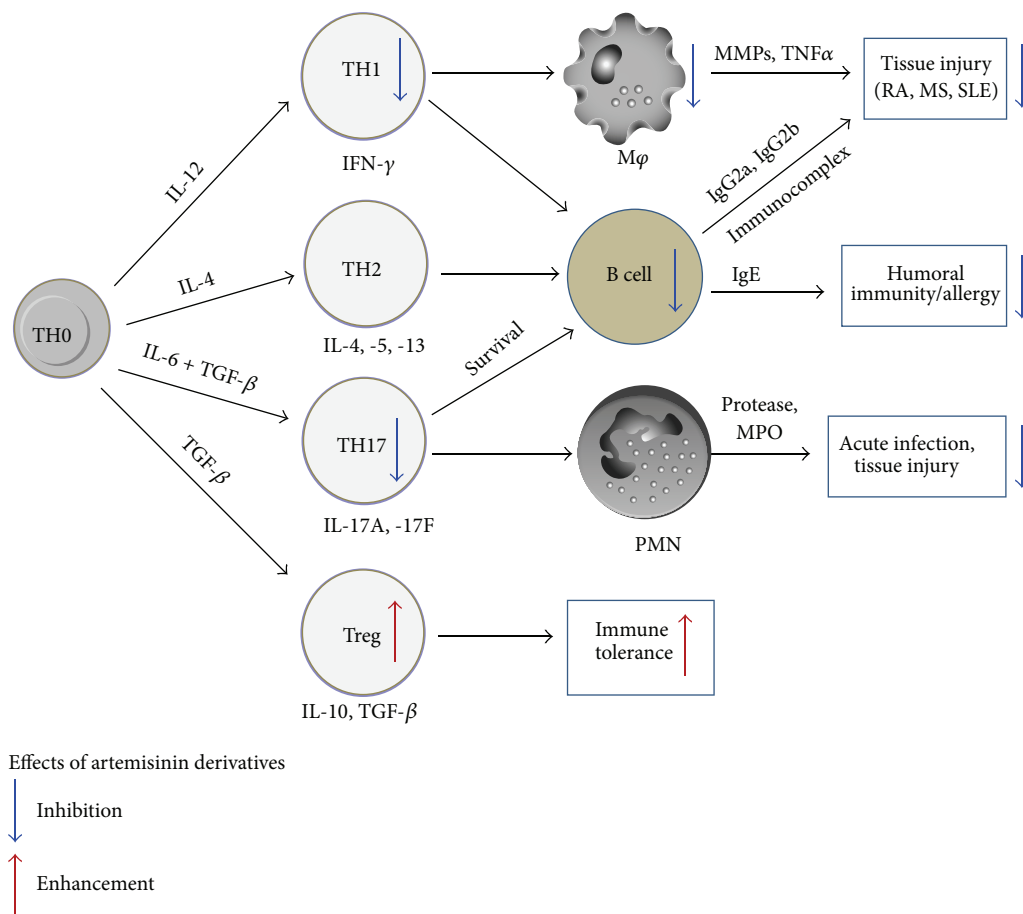 TH1
IFN-γ
IL-12
Mφ
MMPs, TNFα
Tissue injury
(RA, MS, SLE)
IgG2a, IgG2b
Immunocomplex
TH0
IL-4
TH2
IL-4, -5, -13
B cell
IgE
Humoral
immunity/allergy
IL-6 + TGF-β
Survival
TH17
IL-17A, -17F
PMN
Protease,
MPO
Acute infection,
tissue injury
TGF-β
Treg
IL-10, TGF-β
Immune
tolerance
Effects of artemisinin derivatives
Inhibition
Enhancement